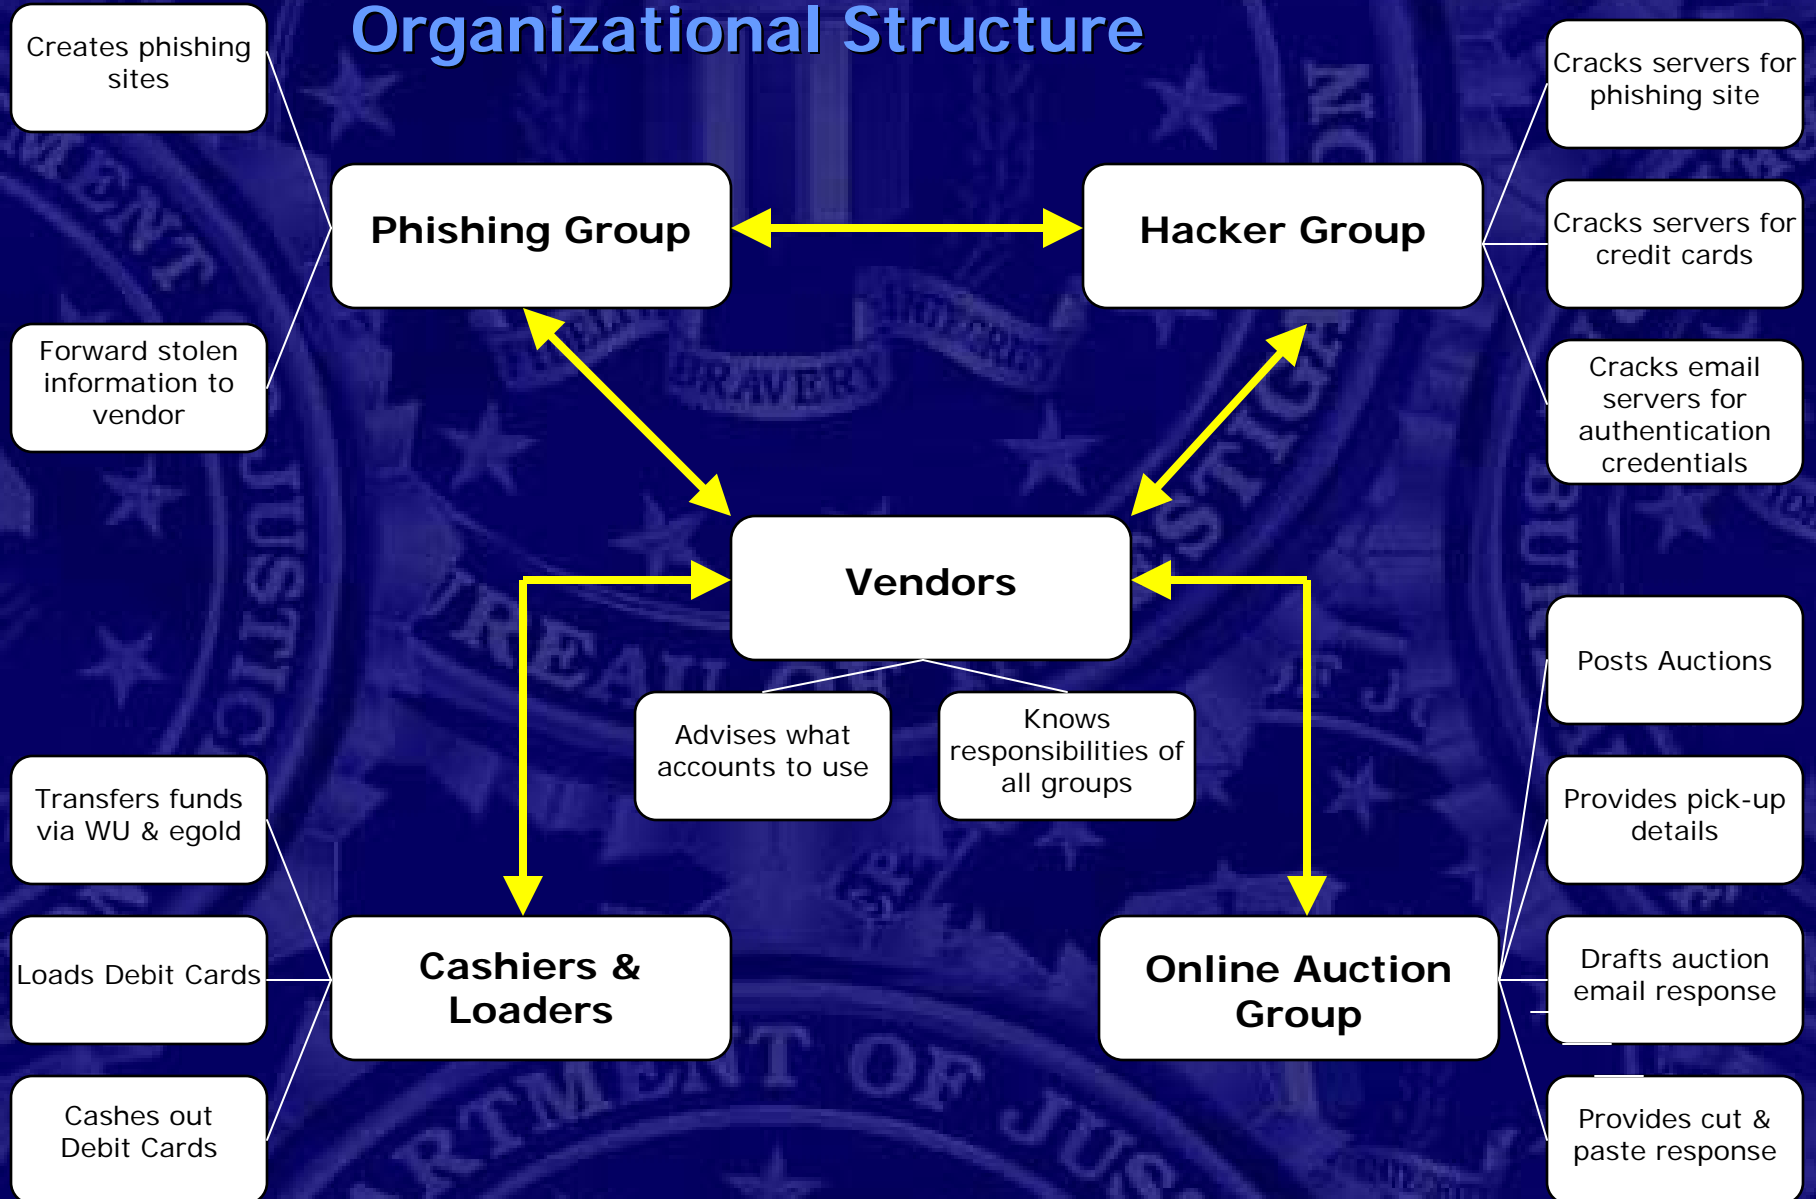 Organizational Structure
Creates phishing
sites
Cracks servers for
phishing site
Phishing Group
Hacker Group
Cracks servers for
credit cards
Forward stolen
information to
vendor
Cracks email
servers for
authentication
credentials
BRAVERY
Vendors
Posts Auctions
Advises what
accounts to use
Knows
responsibilities of
all groups
Transfers funds
via WU & egold
Provides pick-up
details
Loads Debit Cards
Cashiers &
Loaders
Online Auction
Group
Drafts auction
email response
Cashes out
Debit Cards
Provides cut &
paste response